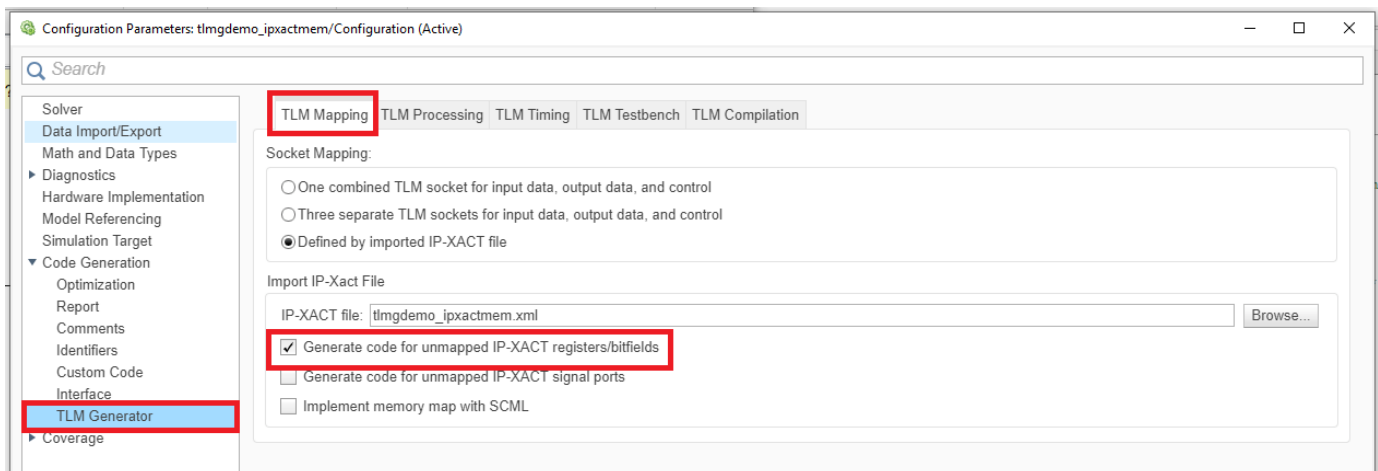 Configuration Parameters: tlmgdemo_ipxactmem/Configuration (Active)
Search
Solver
Data Import/Export
Math and Data Types
Diagnostics
Hardware Implementation
Model Referencing
Simulation Target
Code Generation
Optimization
Report
Comments
Identifiers
Custom Code
Interface
TLM Generator
Coverage
TLM Mapping TLM Processing TLM Timing TLM Testbench TLM Compilation
Socket Mapping:
One combined TLM socket for input data, output data, and control
Three separate TLM sockets for input data, output data, and control
Defined by imported IP-XACT file
Import IP-Xact File
IP-XACT file: tlmgdemo_ipxactmem.xml Browse...
Generate code for unmapped IP-XACT registers/bitfields
Generate code for unmapped IP-XACT signal ports
Implement memory map with SCML